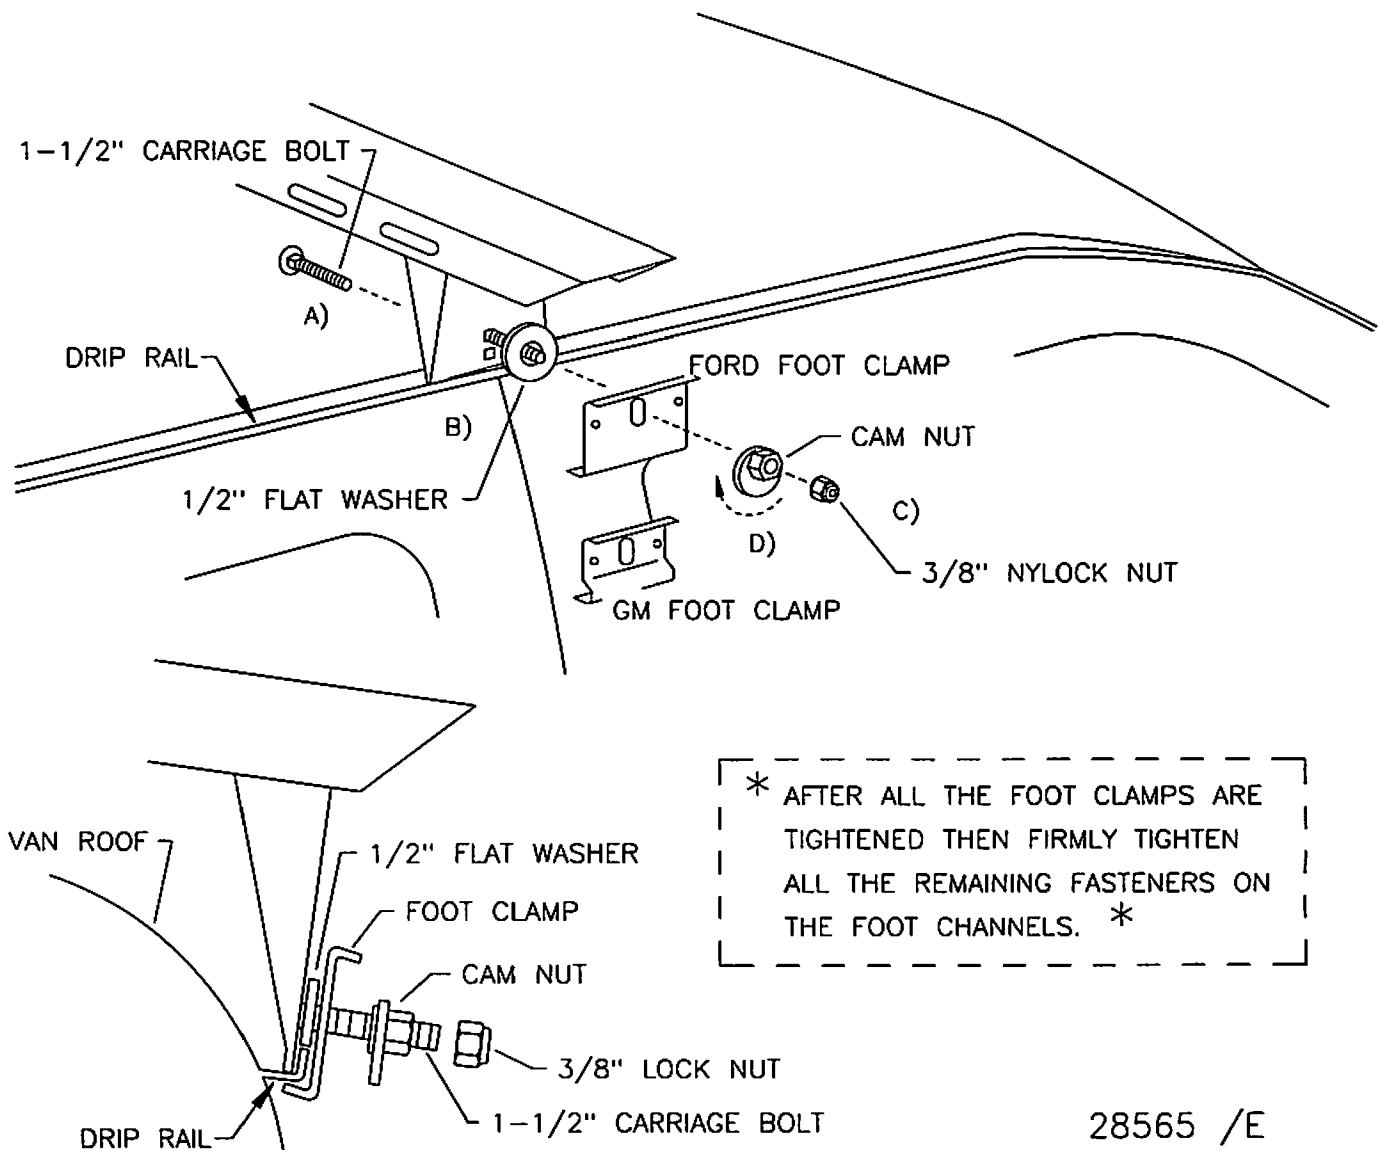 1-1/2" CARRIAGE BOLT
A)
DRIP RAIL
FORD FOOT CLAMP
B)
CAM NUT
1/2" FLAT WASHER
C)
D)
3/8" NYLOCK NUT
GM FOOT CLAMP
VAN ROOF
1/2" FLAT WASHER
FOOT CLAMP
CAM NUT
3/8" LOCK NUT
1-1/2" CARRIAGE BOLT
DRIP RAIL
* AFTER ALL THE FOOT CLAMPS ARE
TIGHTENED THEN FIRMLY TIGHTEN
ALL THE REMAINING FASTENERS ON
THE FOOT CHANNELS. *
28565 /E